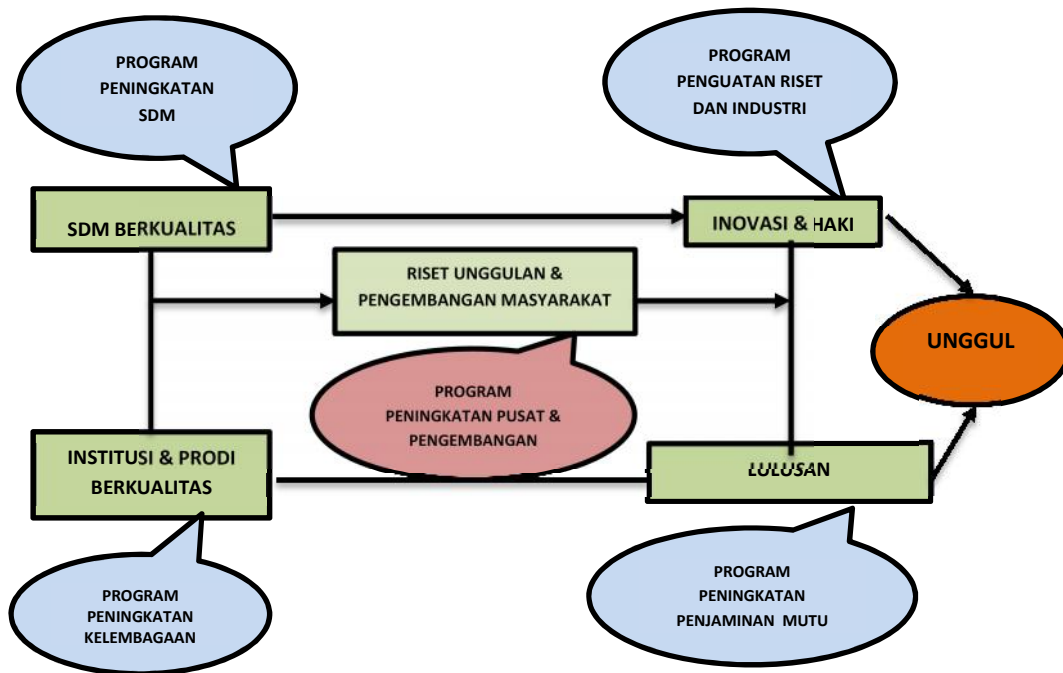 PROGRAM
PENINGKATAN
SDM
PROGRAM
PENGUATAN RISET
DAN INDUSTRI
SDM BERKUALITAS
INOVASI & HAKI
RISET UNGGULAN &
PENGEMBANGAN MASYARAKAT
UNGGUL
PROGRAM
PENINGKATAN PUSAT &
PENGEMBANGAN
INSTITUSI & PRODI
BERKUALITAS
LULUSAN
PROGRAM
PENINGKATAN
KELEMBAGAAN
PROGRAM
PENINGKATAN
PENJAMINAN MUTU